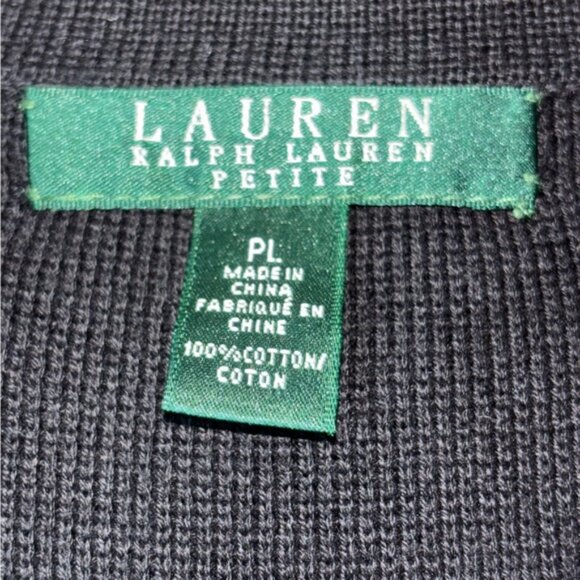 LAUREN
RALPH LAUREN
PETITE
PL
MADE IN
CHINA
FABRIQUÉ EN
CHINE
100%COTTON/
COTON